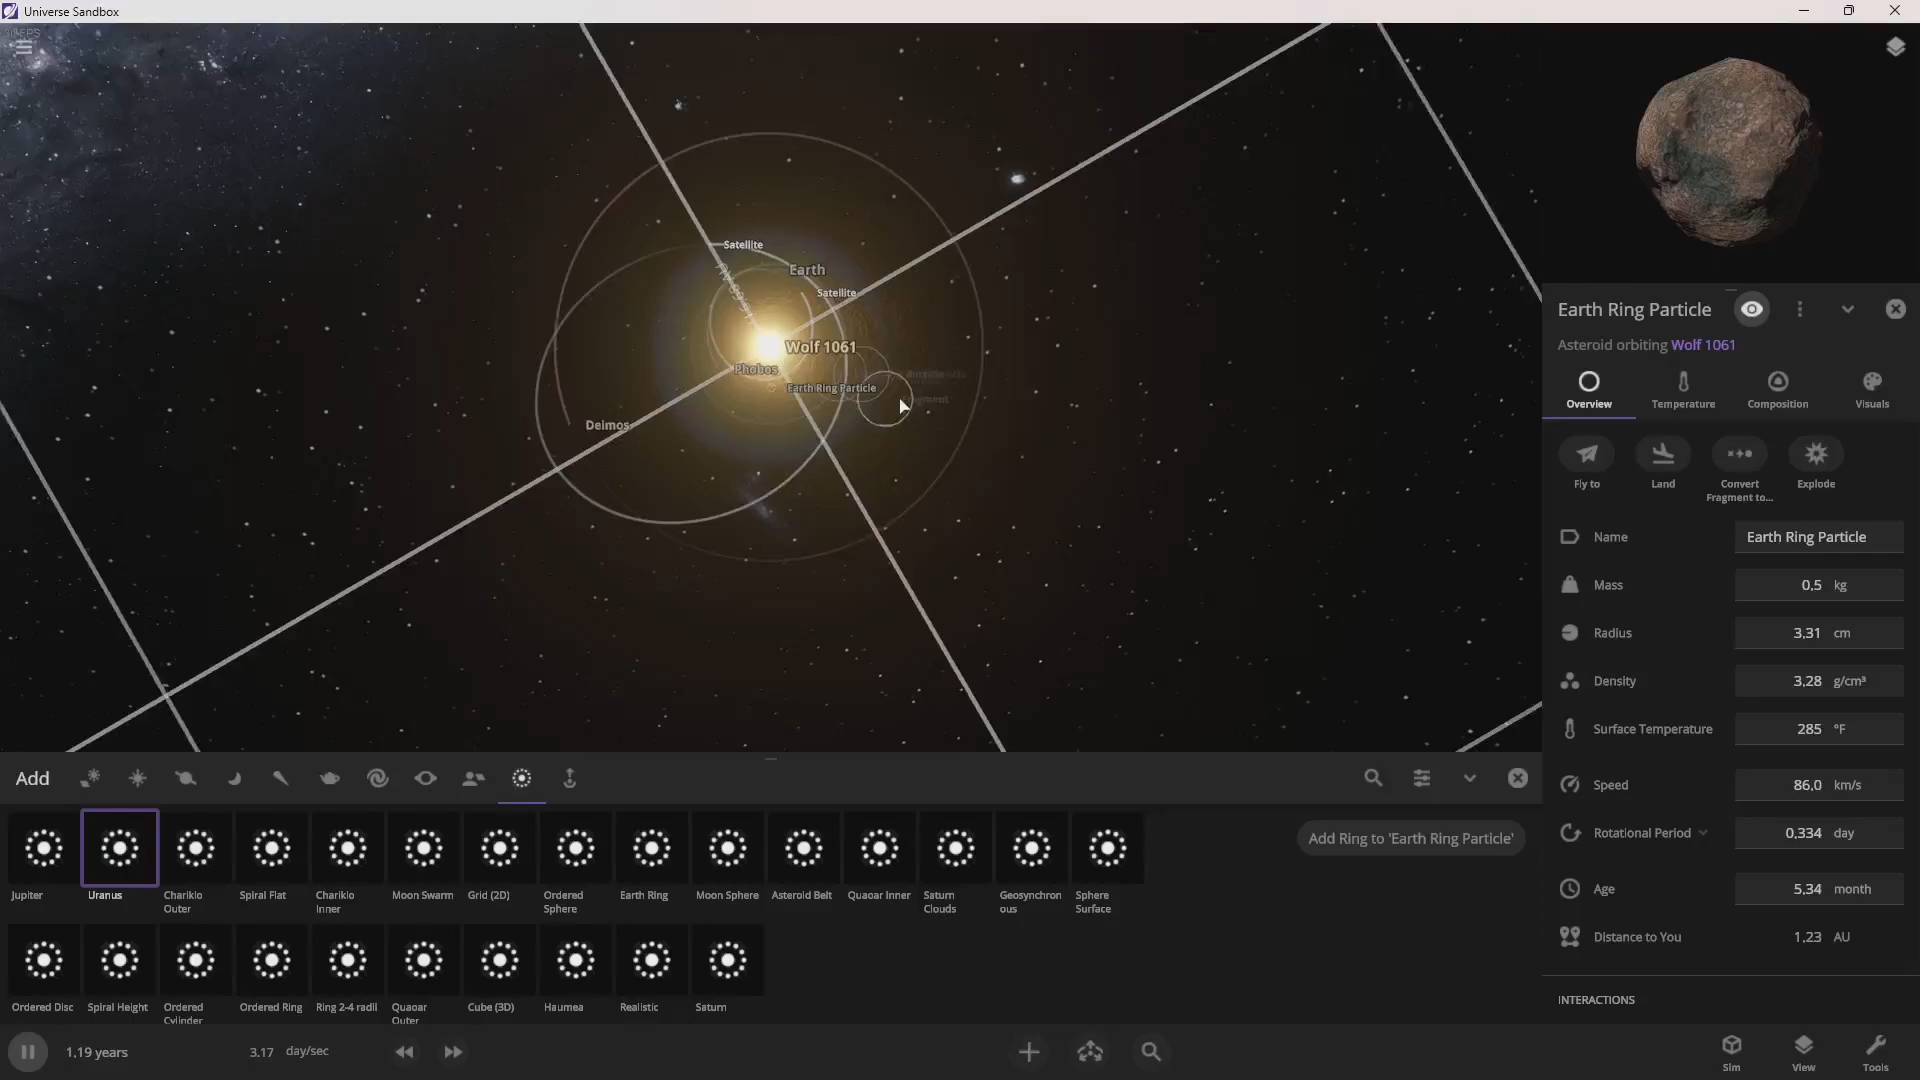 Universe Sandbox
30 FPS
Satellite
Earth
Satellite
Wolf 1061
Phobos
Earth Ring Particle
Fragment
Deimos
Earth Ring Particle
Asteroid orbiting Wolf 1061
Overview
Temperature
Composition
Visuals
Fly to
Land
Convert
Fragment to...
Explode
Name
Earth Ring Particle
Mass
0,5 kg
Radius
3,31 cm
Density
3,28 g/cm³
Surface Temperature
285 °F
Speed
86,0 km/s
Rotational Period
0,334 day
Age
5,34 month
Distance to You
1,23 AU
INTERACTIONS
Add
Add Ring to 'Earth Ring Particle'
Jupiter
Uranus
Chariklo
Outer
Spiral Flat
Chariklo
Inner
Moon Swarm
Grid (2D)
Ordered
Sphere
Earth Ring
Moon Sphere
Asteroid Belt
Quaoar Inner
Saturn
Clouds
Geosynchron
ous
Sphere
Surface
Ordered Disc
Spiral Height
Ordered
Cylinder
Ordered Ring
Ring 2-4 radii
Quaoar
Outer
Cube (3D)
Haumea
Realistic
Saturn
1,19 years
3,17 day/sec
Sim
View
Tools